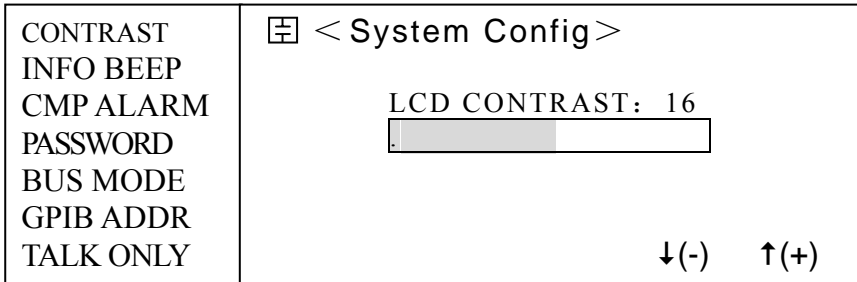 CONTRAST
INFO BEEP
CMP ALARM
PASSWORD
BUS MODE
GPIB ADDR
TALK ONLY
＜System Config＞
LCD CONTRAST： 16
↓(-) ↑(+)